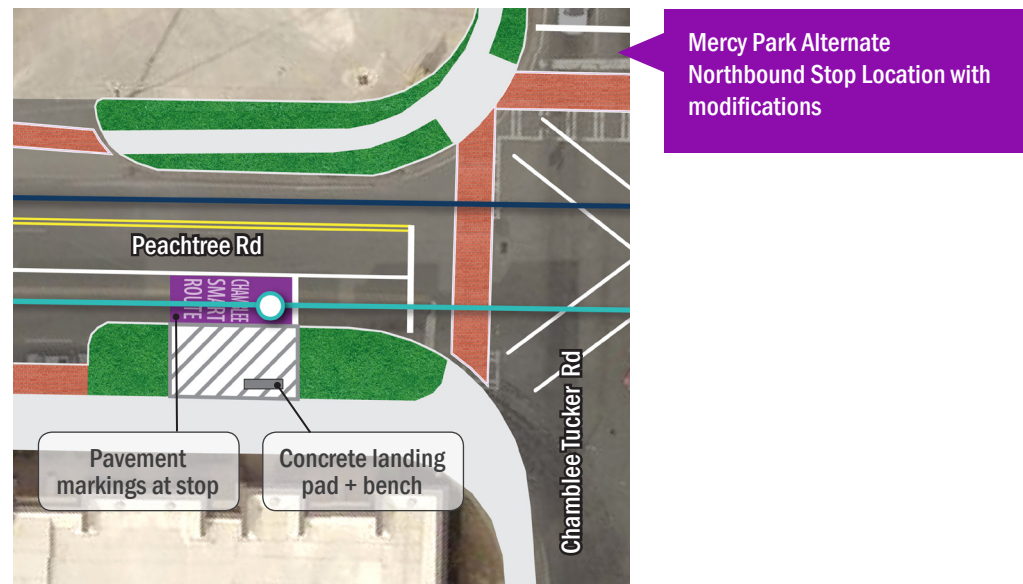 Mercy Park Alternate
Northbound Stop Location with
modifications
Peachtree Rd
CHAMBLEE
SMART
ROUTE
Pavement
markings at stop
Concrete landing
pad + bench
Chamblee Tucker Rd